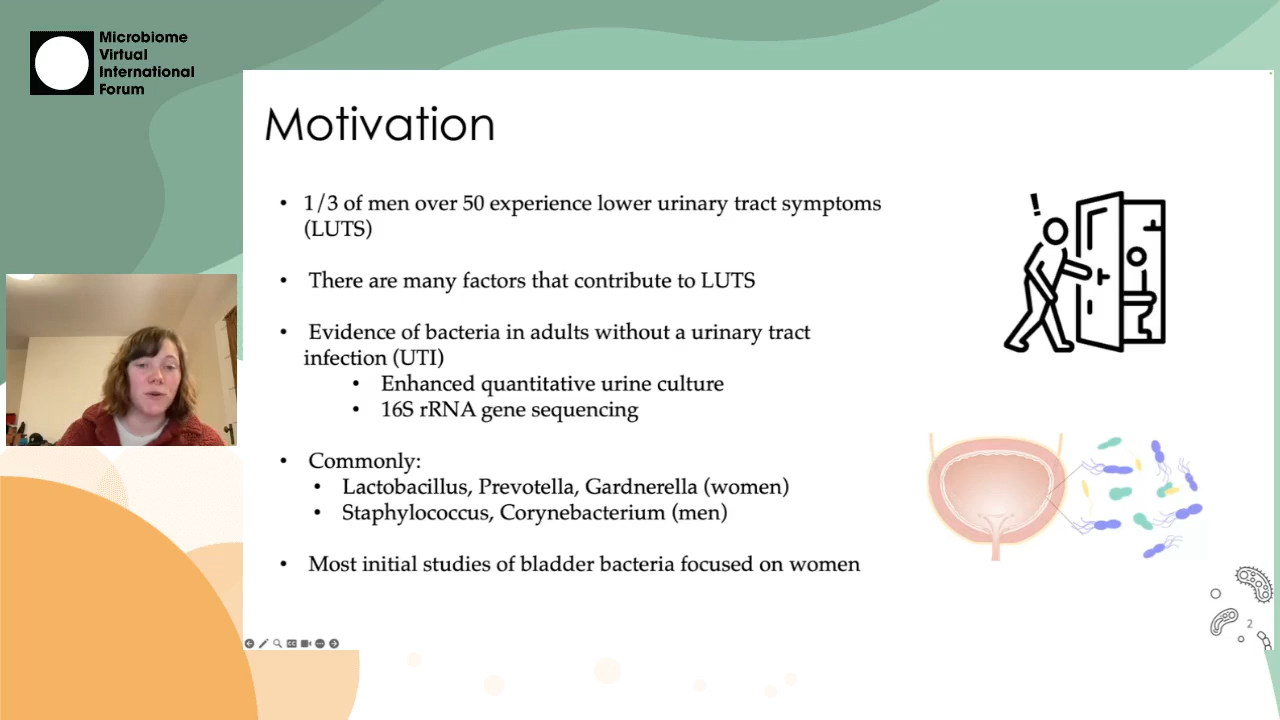 Microbiome
Virtual
International
Forum
Motivation
• 1/3 of men over 50 experience lower urinary tract symptoms
(LUTS)
• There are many factors that contribute to LUTS
• Evidence of bacteria in adults without a urinary tract
infection (UTI)
• Enhanced quantitative urine culture
• 16S rRNA gene sequencing
• Commonly:
• Lactobacillus, Prevotella, Gardnerella (women)
• Staphylococcus, Corynebacterium (men)
• Most initial studies of bladder bacteria focused on women
2